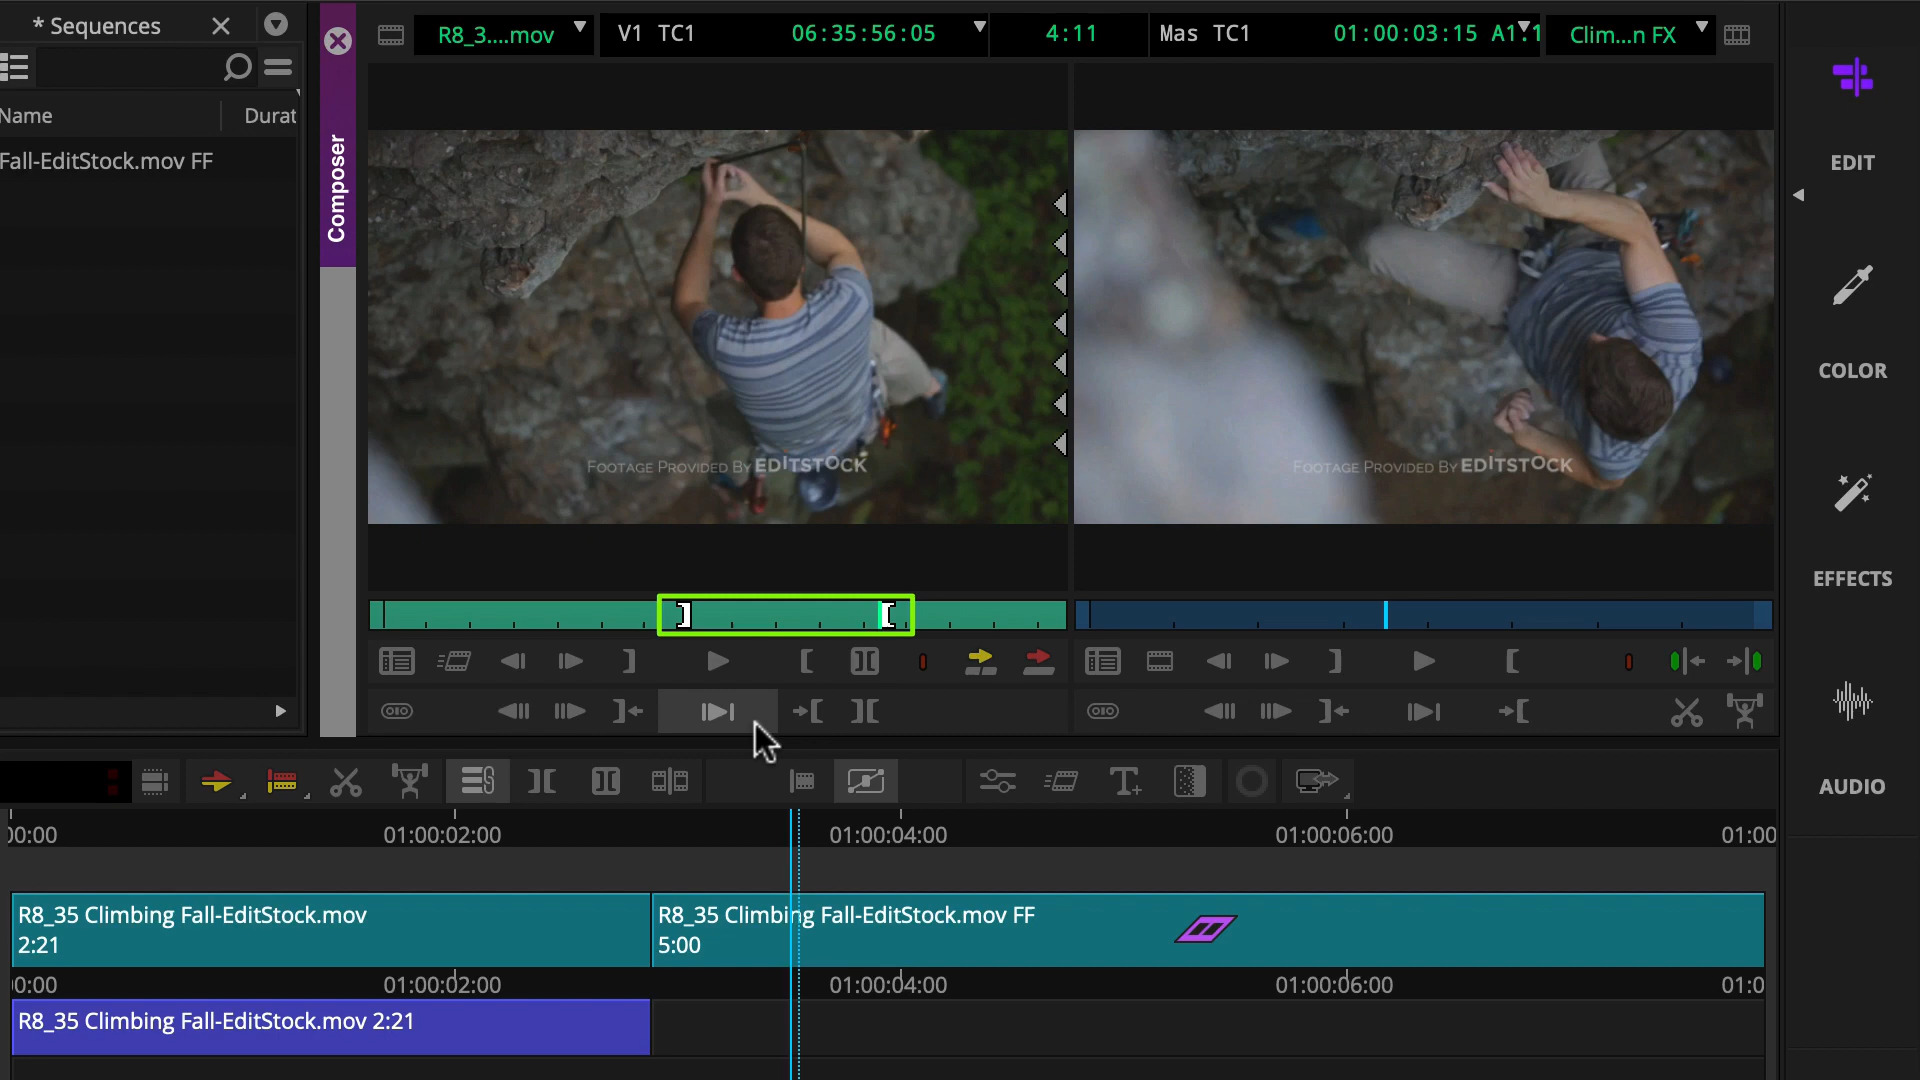 * Sequences
Name
Durat
Fall-EditStock.mov FF
Composer
R8_3....mov
V1 TC1
06:35:56:05
4:11
Mas TC1
01:00:03:15 A1:1
Clim...n FX
FOOTAGE PROVIDED BY EDITSTOCK
FOOTAGE PROVIDED BY EDITSTOCK
EDIT
COLOR
EFFECTS
AUDIO
00:00
01:00:02:00
01:00:04:00
01:00:06:00
01:00
R8_35 Climbing Fall-EditStock.mov
2:21
R8_35 Climbing Fall-EditStock.mov FF
5:00
0:00
01:00:02:00
01:00:04:00
01:00:06:00
01:0
R8_35 Climbing Fall-EditStock.mov 2:21